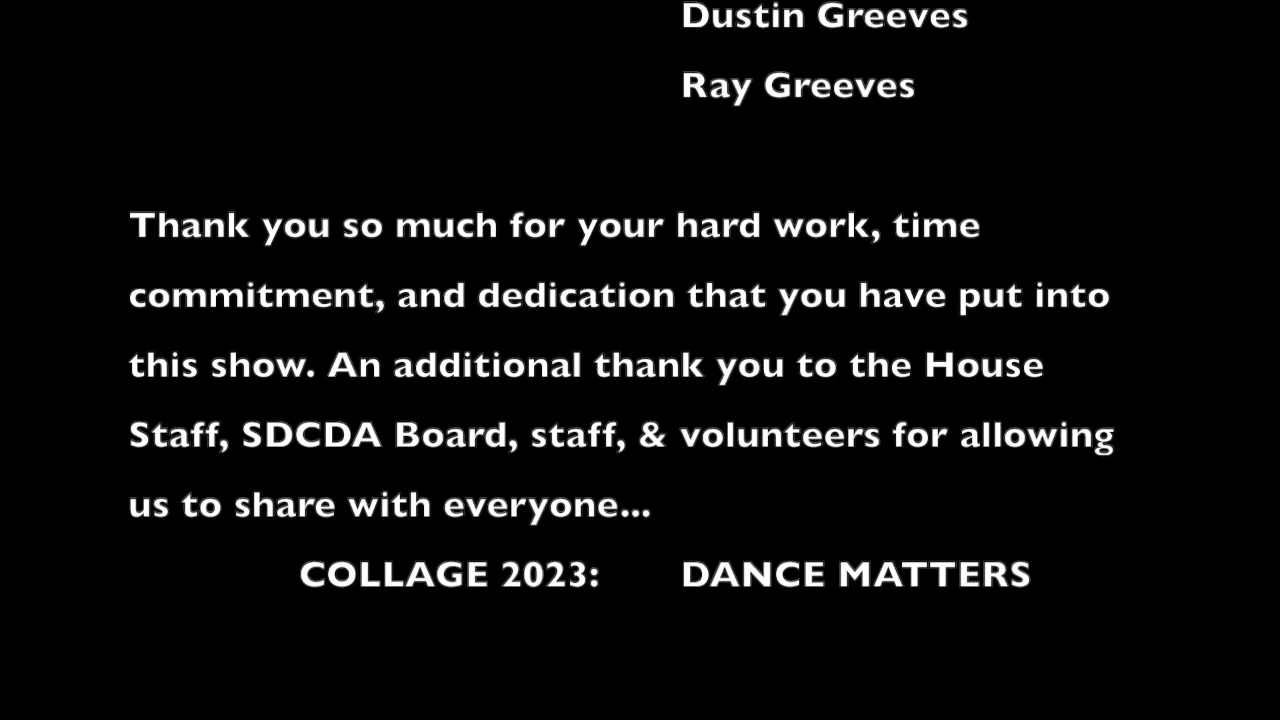 Dustin Greeves
Ray Greeves
Thank you so much for your hard work, time
commitment, and dedication that you have put into
this show. An additional thank you to the House
Staff, SDCDA Board, staff, & volunteers for allowing
us to share with everyone...
COLLAGE 2023: DANCE MATTERS